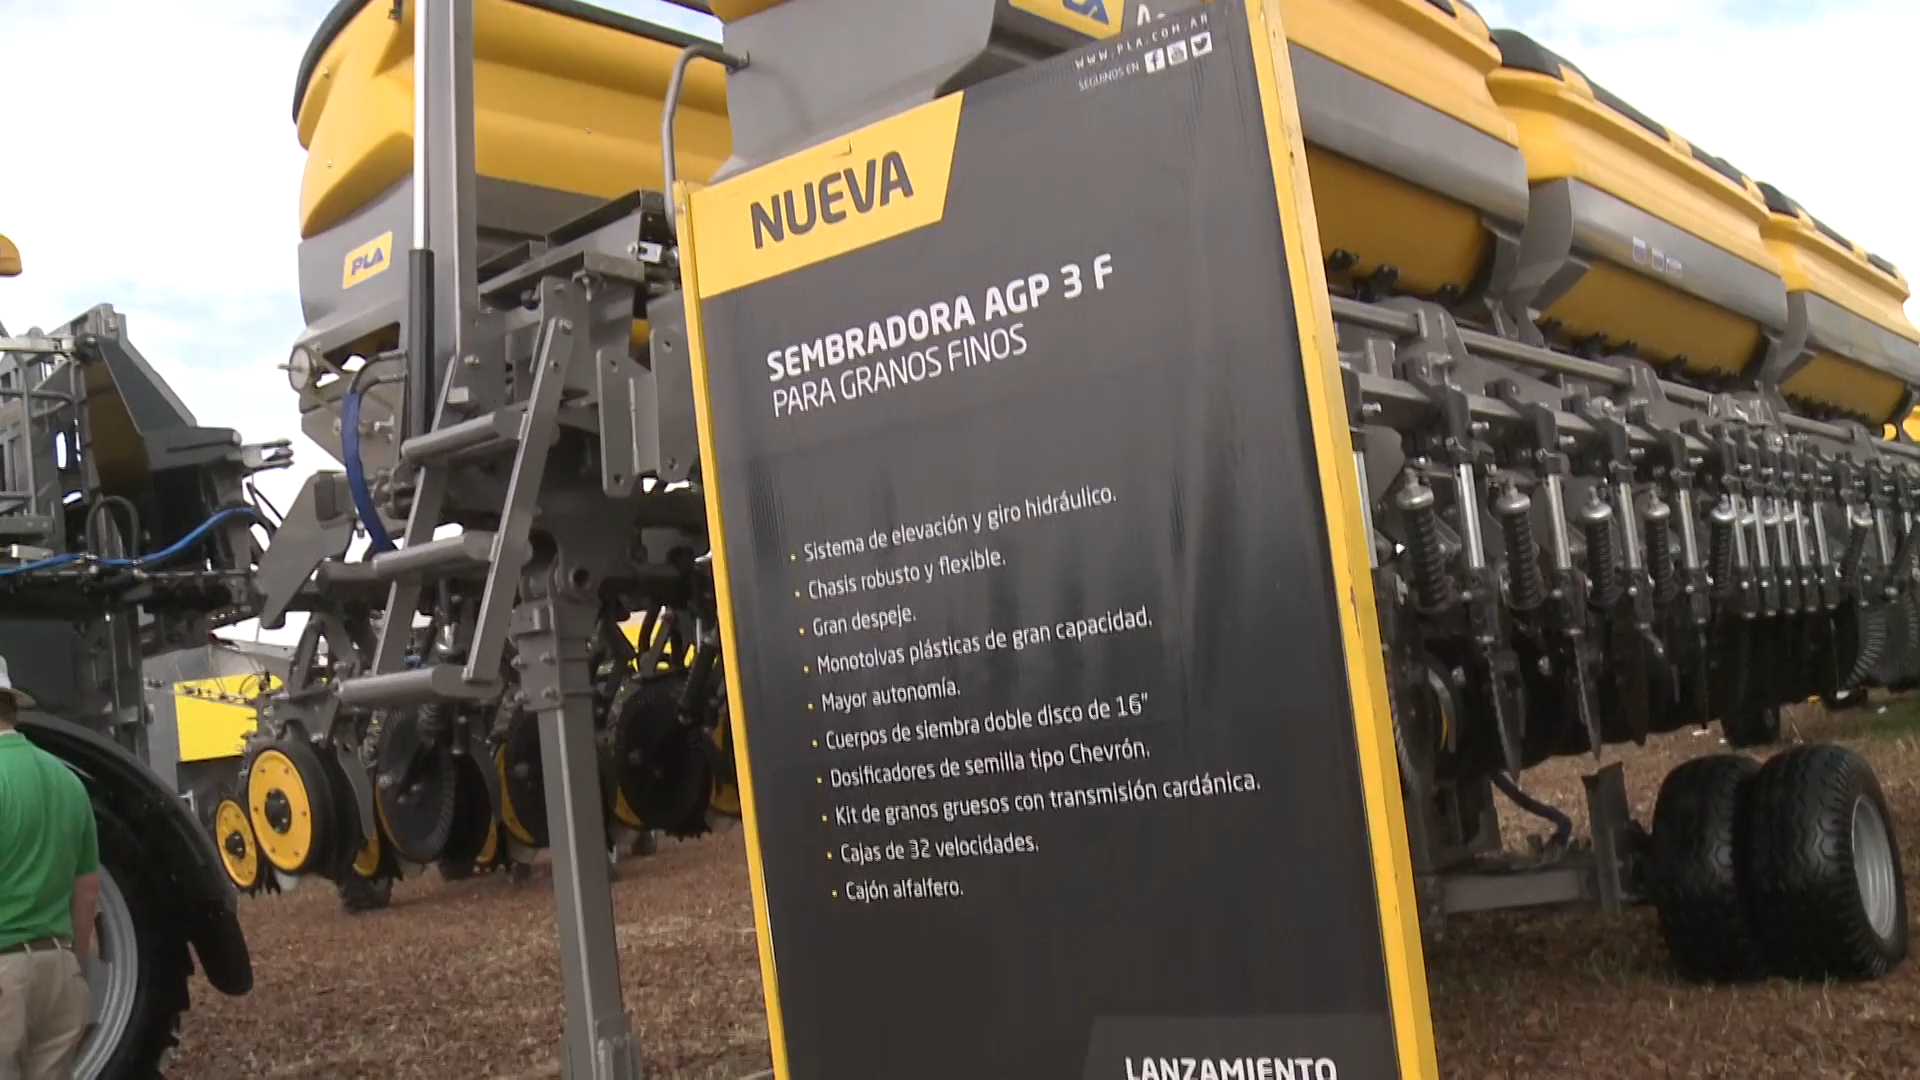 WWW.PLA.COM.AR
SEGUINOS EN
NUEVA
PLA
SEMBRADORA AGP 3 F
PARA GRANOS FINOS
• Sistema de elevación y giro hidráulico.
• Chasis robusto y flexible.
• Gran despeje.
• Monotolvas plásticas de gran capacidad.
• Mayor autonomía.
• Cuerpos de siembra doble disco de 16"
• Dosificadores de semilla tipo Chevrón.
• Kit de granos gruesos con transmisión cardánica.
• Cajas de 32 velocidades.
• Cajón alfalfero.
LANZAMIENTO